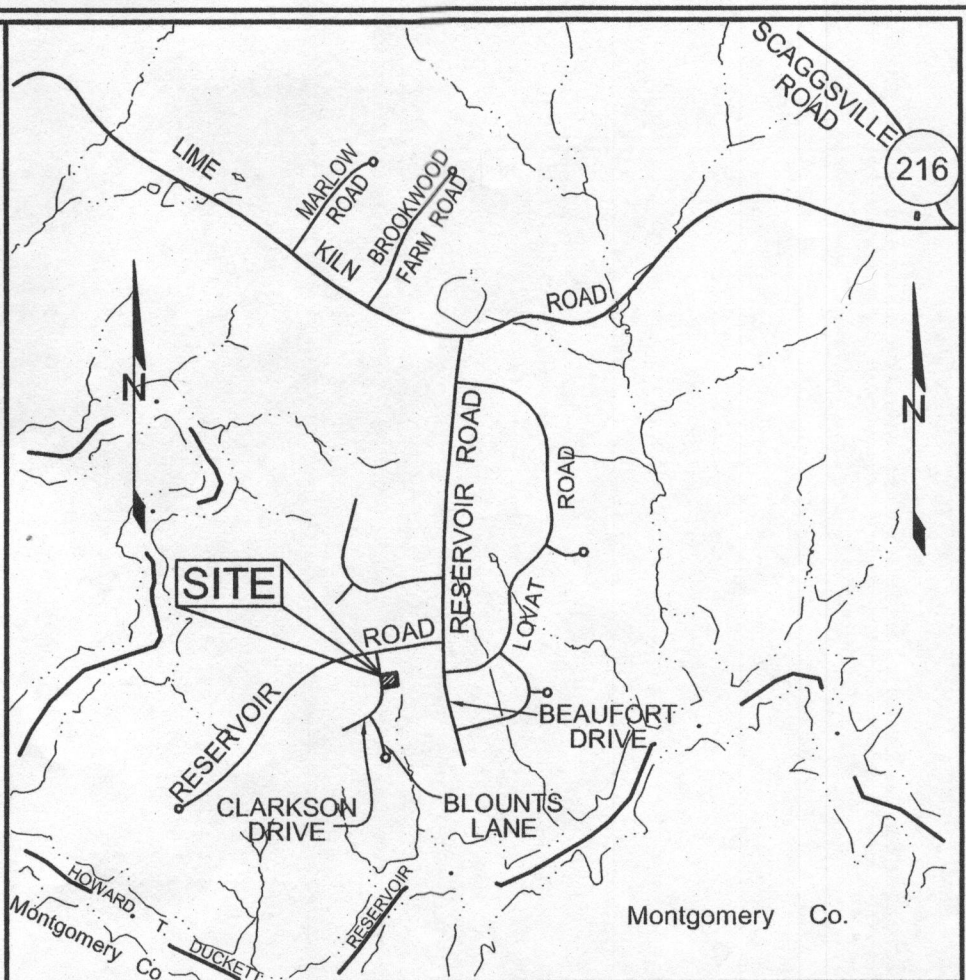 SCAGGSVILLE
ROAD
216
LIME
KILN
ROAD
MARLOW
ROAD
BROOKWOOD
FARM ROAD
N
N
RESERVOIR ROAD
ROAD
LOVAT
SITE
ROAD
RESERVOIR
BEAUFORT
DRIVE
CLARKSON
DRIVE
BLOUNTS
LANE
HOWARD T.
DUCKETT
RESERVOIR
Montgomery Co
Montgomery Co.